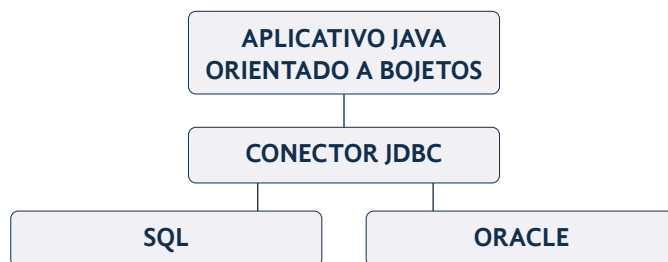 APLICATIVO JAVA
ORIENTADO A BOJETOS
CONECTOR JDBC
SQL
ORACLE